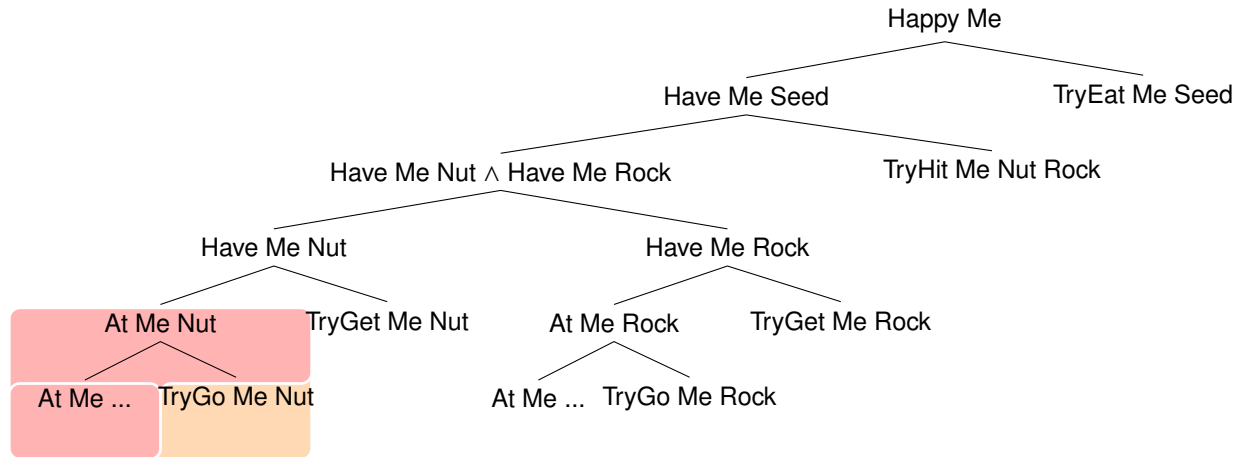 Happy Me
Have Me Seed
TryEat Me Seed
Have Me Nut ∧ Have Me Rock
TryHit Me Nut Rock
Have Me Nut
Have Me Rock
At Me Nut
TryGet Me Nut
At Me Rock
TryGet Me Rock
At Me ...
TryGo Me Nut
At Me ...
TryGo Me Rock